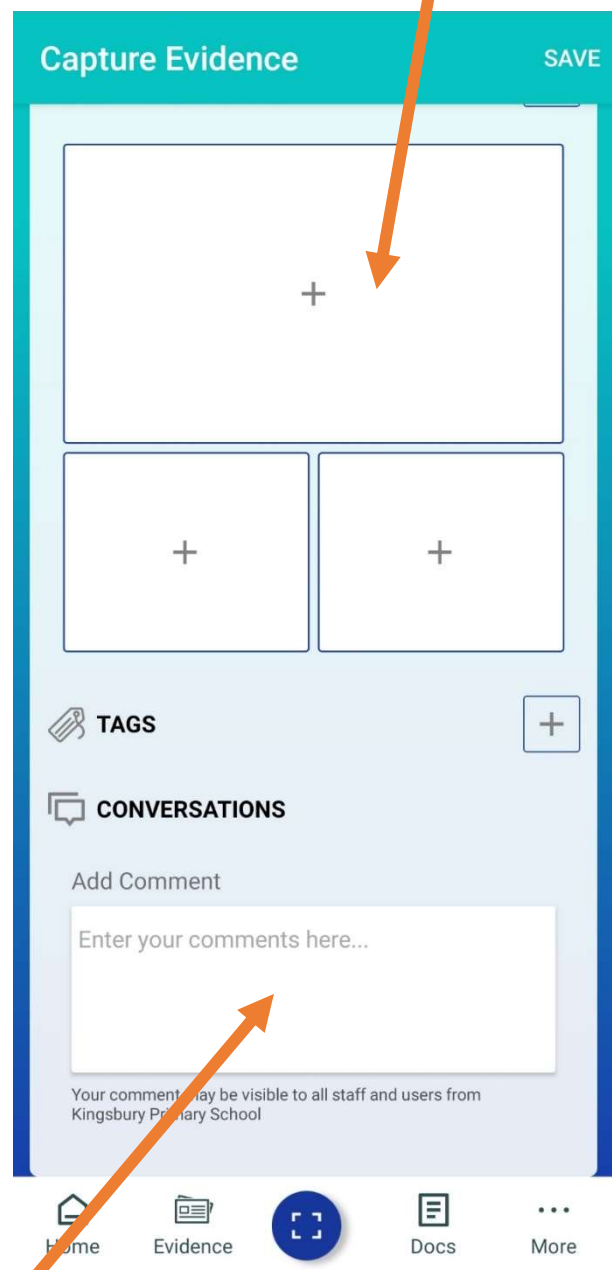 Capture Evidence SAVE
+
+ +
TAGS +
CONVERSATIONS
Add Comment
Enter your comments here...
Your comment may be visible to all staff and users from
Kingsbury Primary School
Home Evidence Docs More